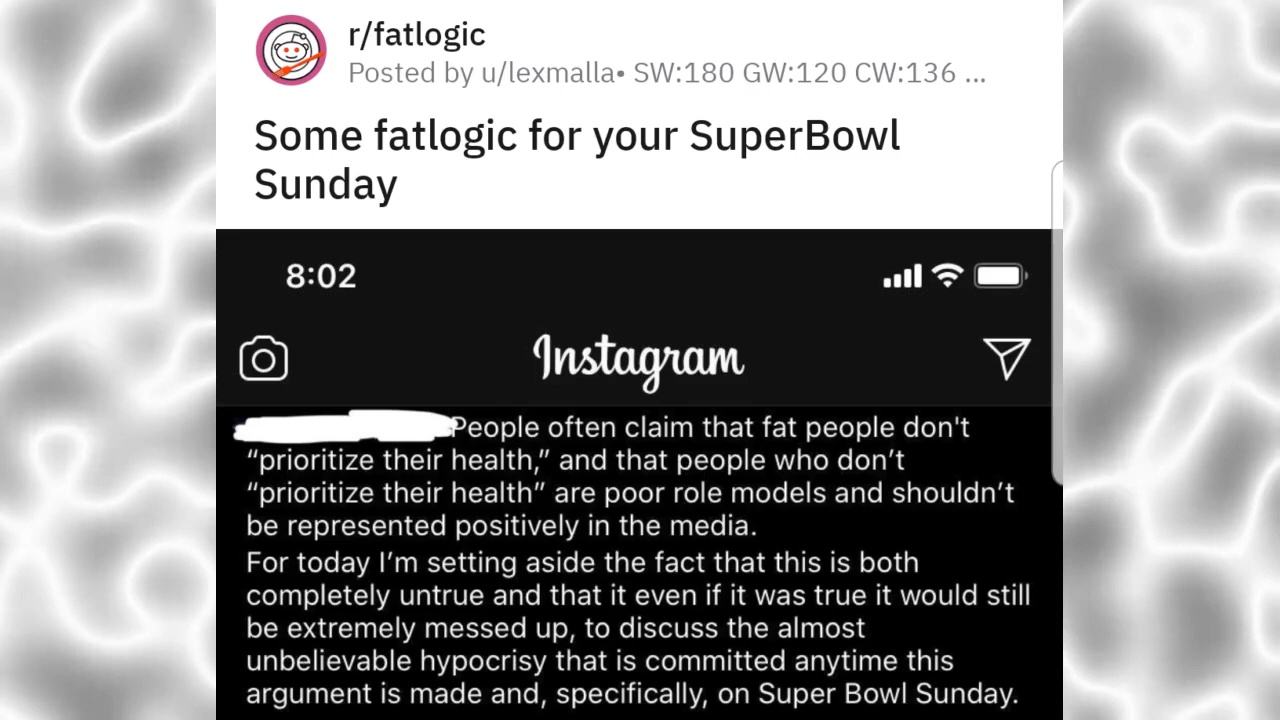 r/fatlogic
Posted by u/lexmalla• SW:180 GW:120 CW:136 ...
Some fatlogic for your SuperBowl
Sunday
8:02
Instagram
People often claim that fat people don't
“prioritize their health,” and that people who don’t
“prioritize their health” are poor role models and shouldn’t
be represented positively in the media.
For today I’m setting aside the fact that this is both
completely untrue and that it even if it was true it would still
be extremely messed up, to discuss the almost
unbelievable hypocrisy that is committed anytime this
argument is made and, specifically, on Super Bowl Sunday.